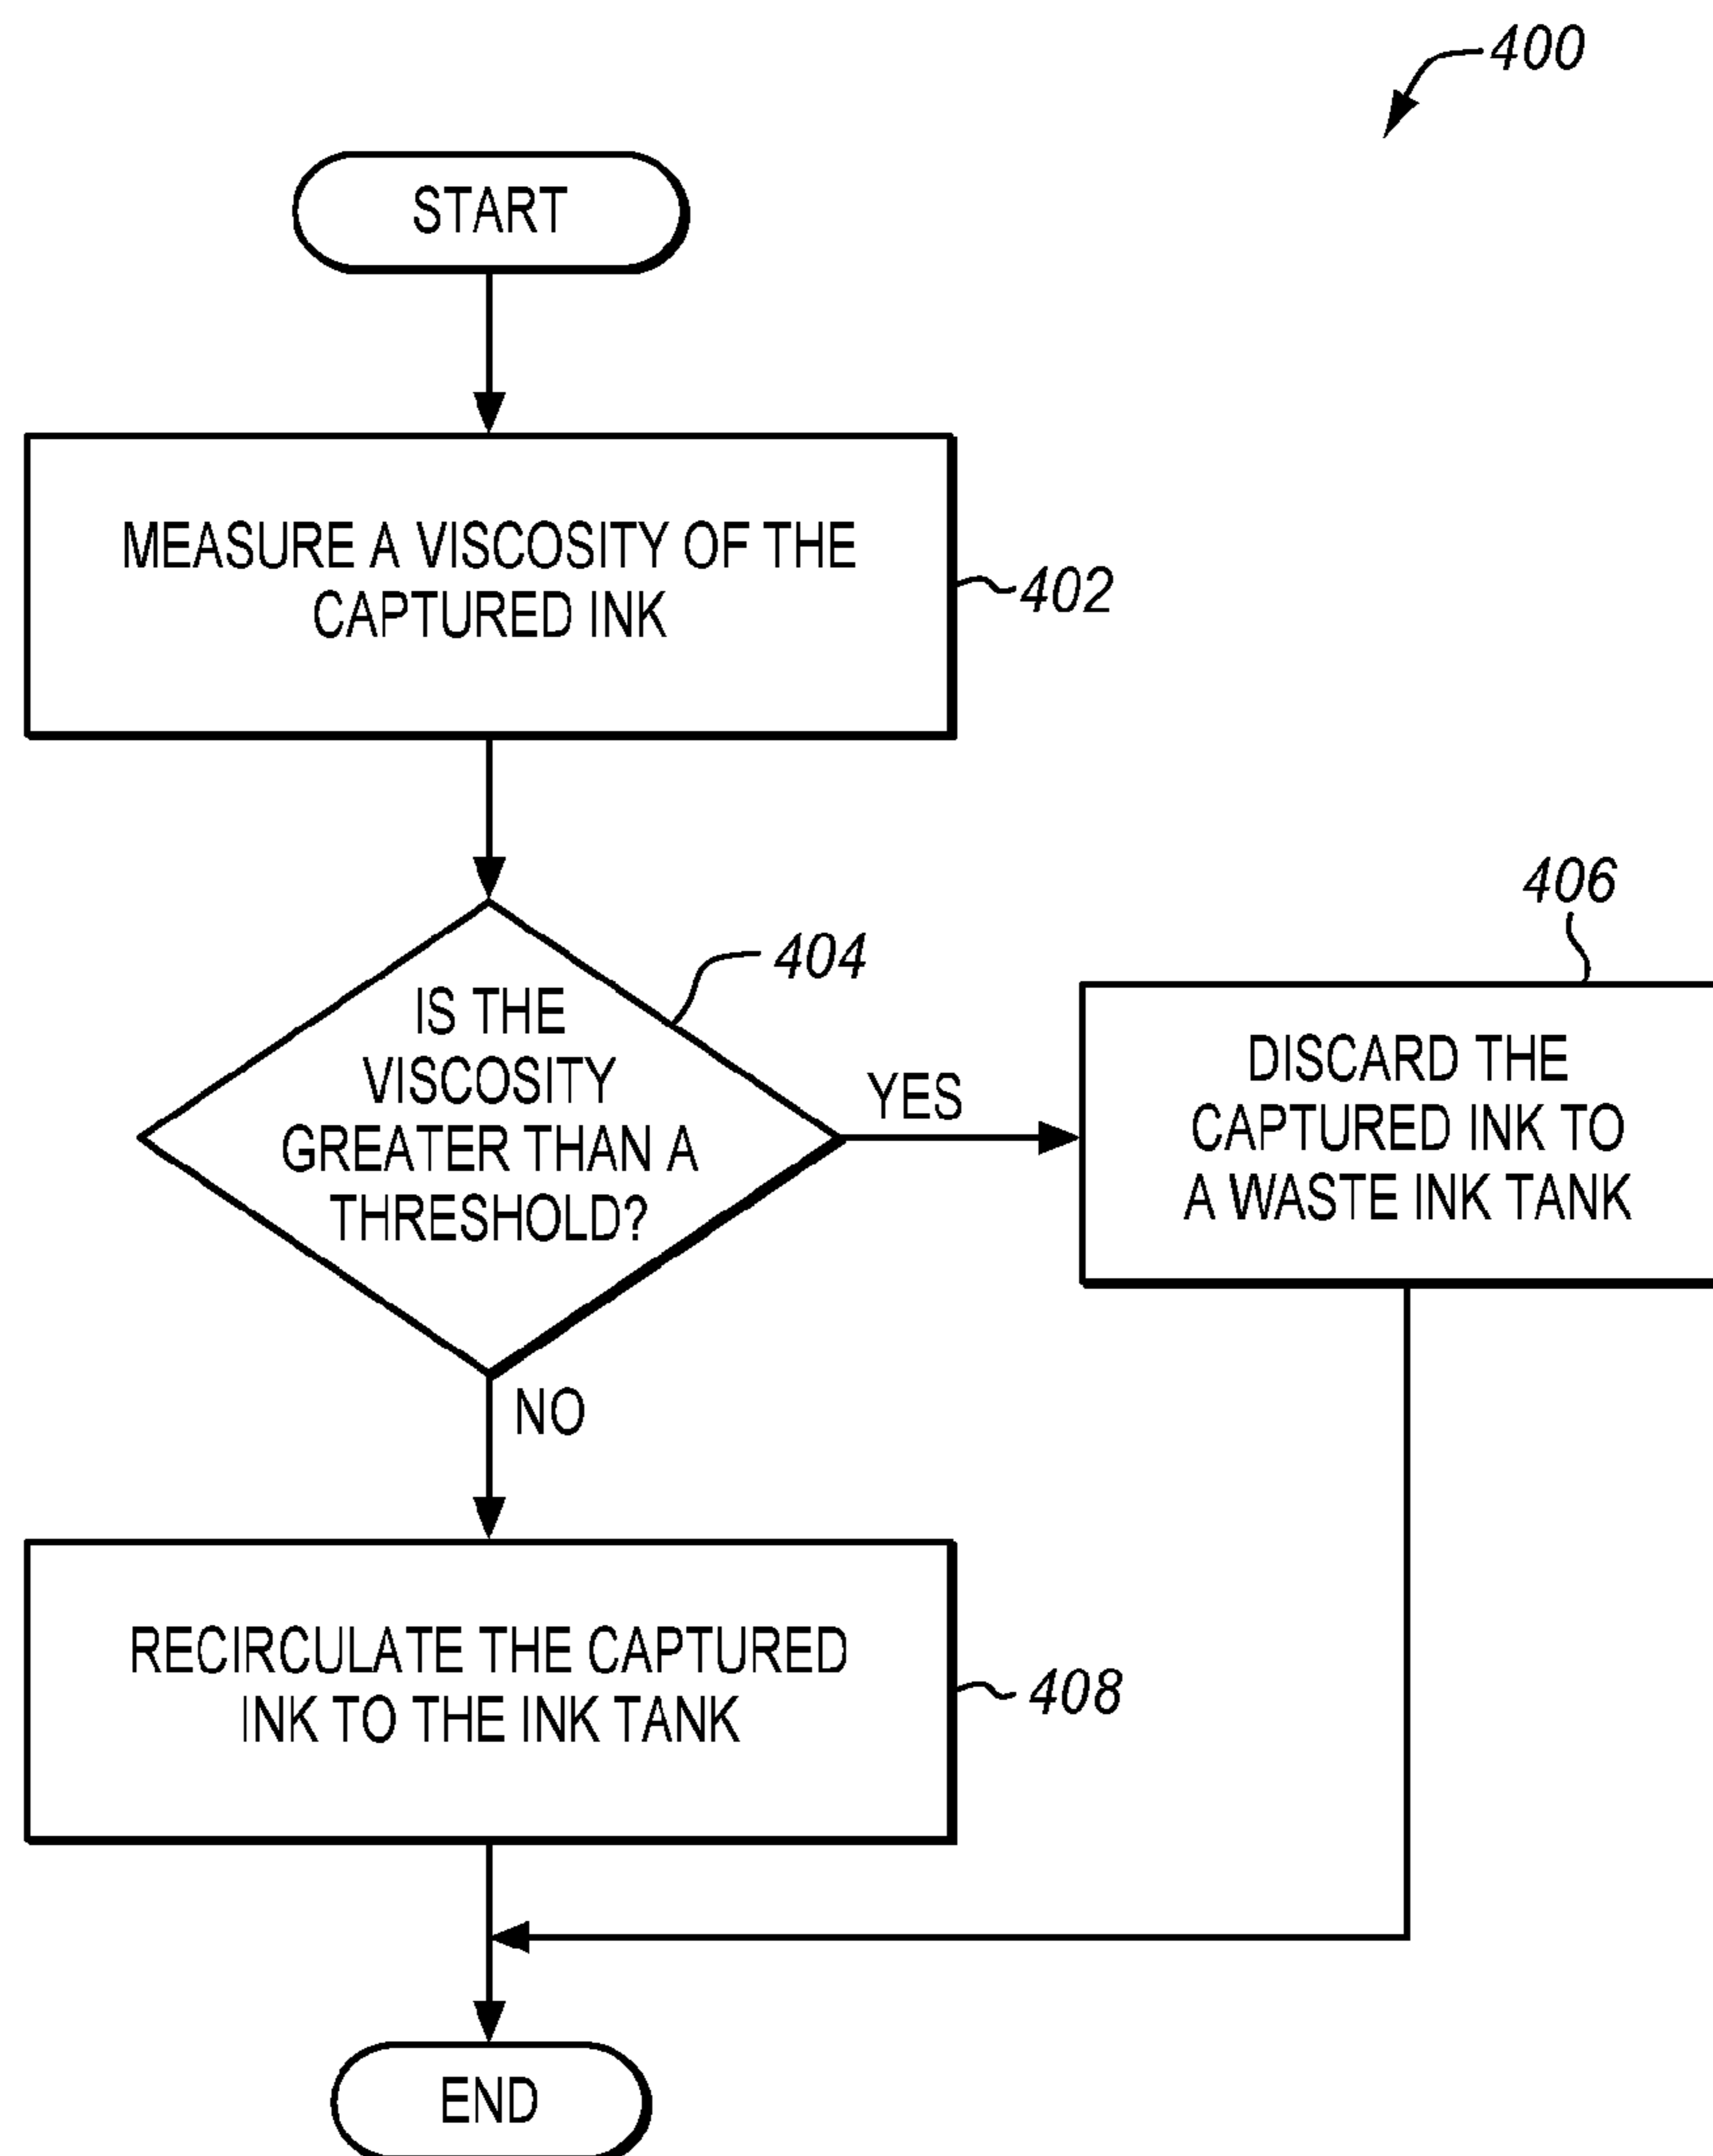 400
START
MEASURE A VISCOSITY OF THE
CAPTURED INK
402
404
IS THE
VISCOSITY
GREATER THAN A
THRESHOLD?
YES
406
DISCARD THE
CAPTURED INK TO
A WASTE INK TANK
NO
RECIRCULATE THE CAPTURED
INK TO THE INK TANK
408
END